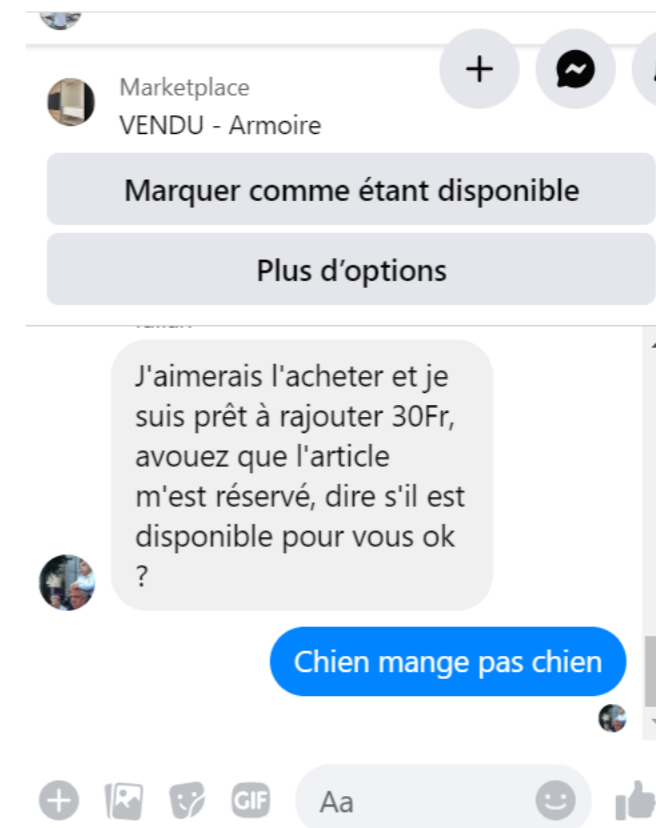 Marketplace
VENDU - Armoire
Marquer comme étant disponible
Plus d’options
J'aimerais l'acheter et je
suis prêt à rajouter 30Fr,
avouez que l'article
m'est réservé, dire s'il est
disponible pour vous ok
?
Chien mange pas chien
GIF
Aa